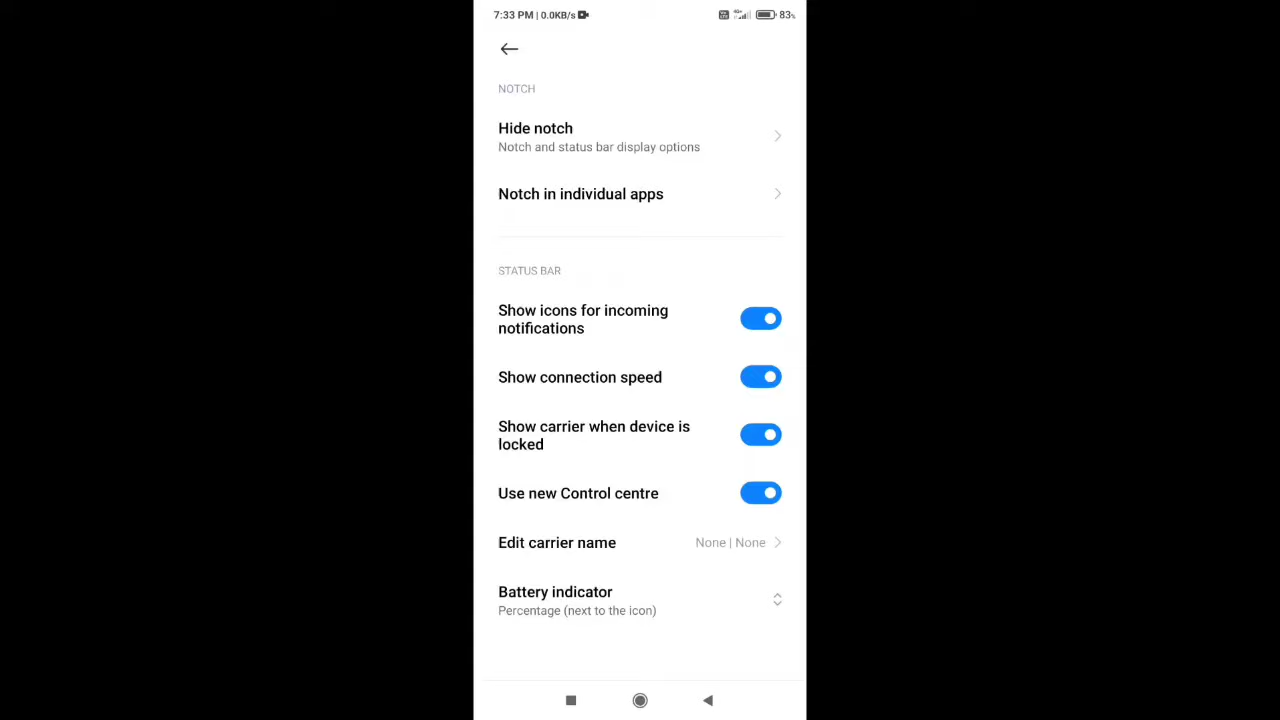 7:33 PM | 0.0KB/s 83%
NOTCH
Hide notch
Notch and status bar display options
Notch in individual apps
STATUS BAR
Show icons for incoming
notifications
Show connection speed
Show carrier when device is
locked
Use new Control centre
Edit carrier name None | None
Battery indicator
Percentage (next to the icon)